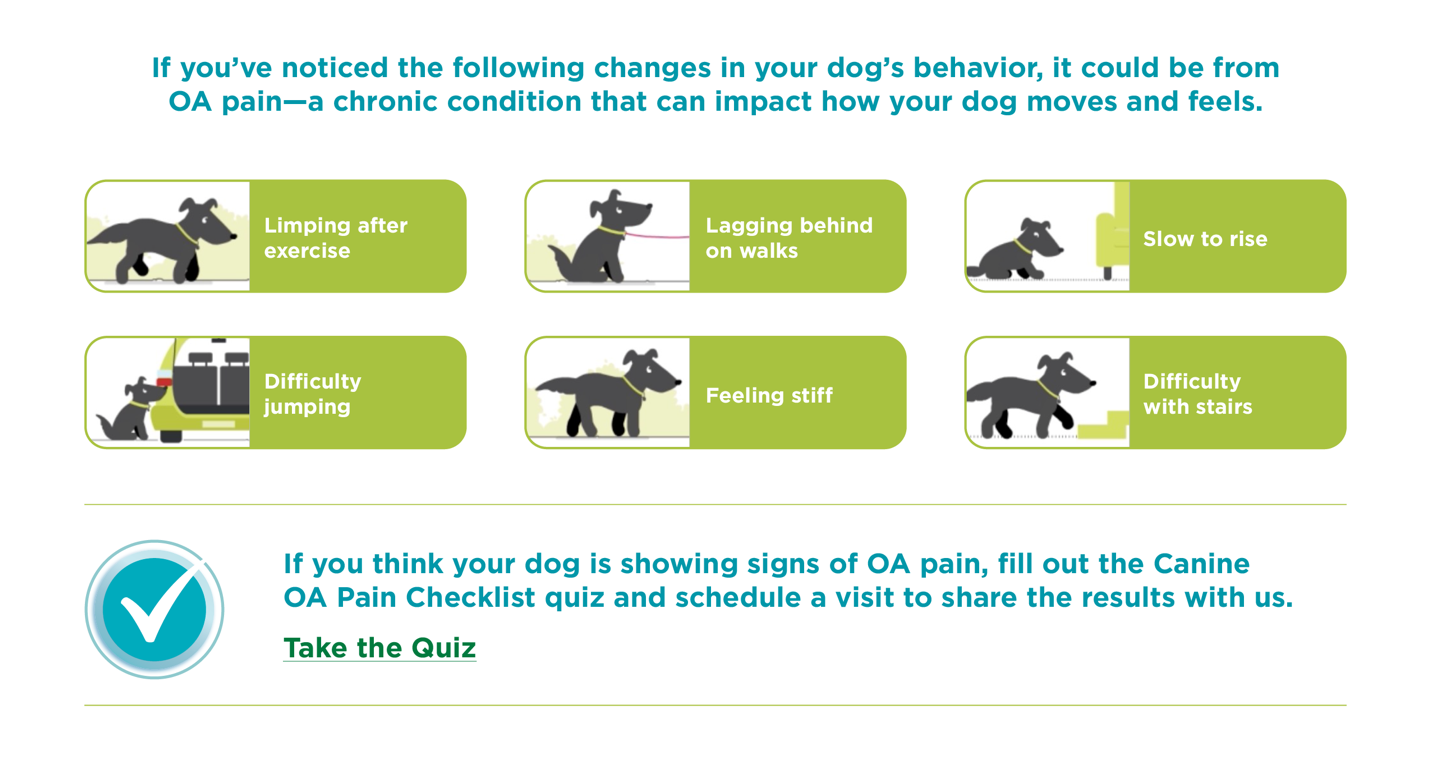 If you’ve noticed the following changes in your dog’s behavior, it could be from
OA pain—a chronic condition that can impact how your dog moves and feels.
Limping after
exercise
Lagging behind
on walks
Slow to rise
Difficulty
jumping
Feeling stiff
Difficulty
with stairs
If you think your dog is showing signs of OA pain, fill out the Canine
OA Pain Checklist quiz and schedule a visit to share the results with us.
Take the Quiz